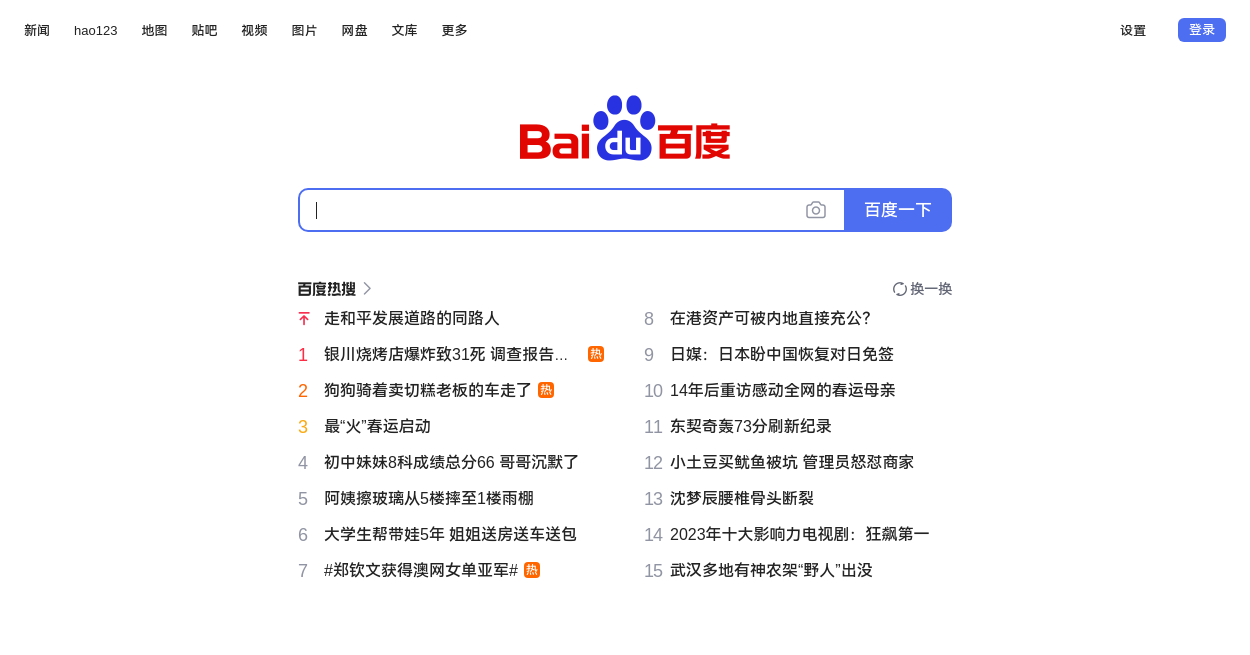 新闻 hao123 地图 贴吧 视频 图片 网盘 文库 更多 设置 登录
Bai du 百度
百度一下
百度热搜 换一换
走和平发展道路的同路人
1 银川烧烤店爆炸致31死 调查报告... 热
2 狗狗骑着卖切糕老板的车走了 热
3 最“火”春运启动
4 初中妹妹8科成绩总分66 哥哥沉默了
5 阿姨擦玻璃从5楼摔至1楼雨棚
6 大学生帮带娃5年 姐姐送房送车送包
7 #郑钦文获得澳网女单亚军# 热
8 在港资产可被内地直接充公?
9 日媒：日本盼中国恢复对日免签
10 14年后重访感动全网的春运母亲
11 东契奇轰73分刷新纪录
12 小土豆买鱿鱼被坑 管理员怒怼商家
13 沈梦辰腰椎骨头断裂
14 2023年十大影响力电视剧：狂飙第一
15 武汉多地有神农架“野人”出没